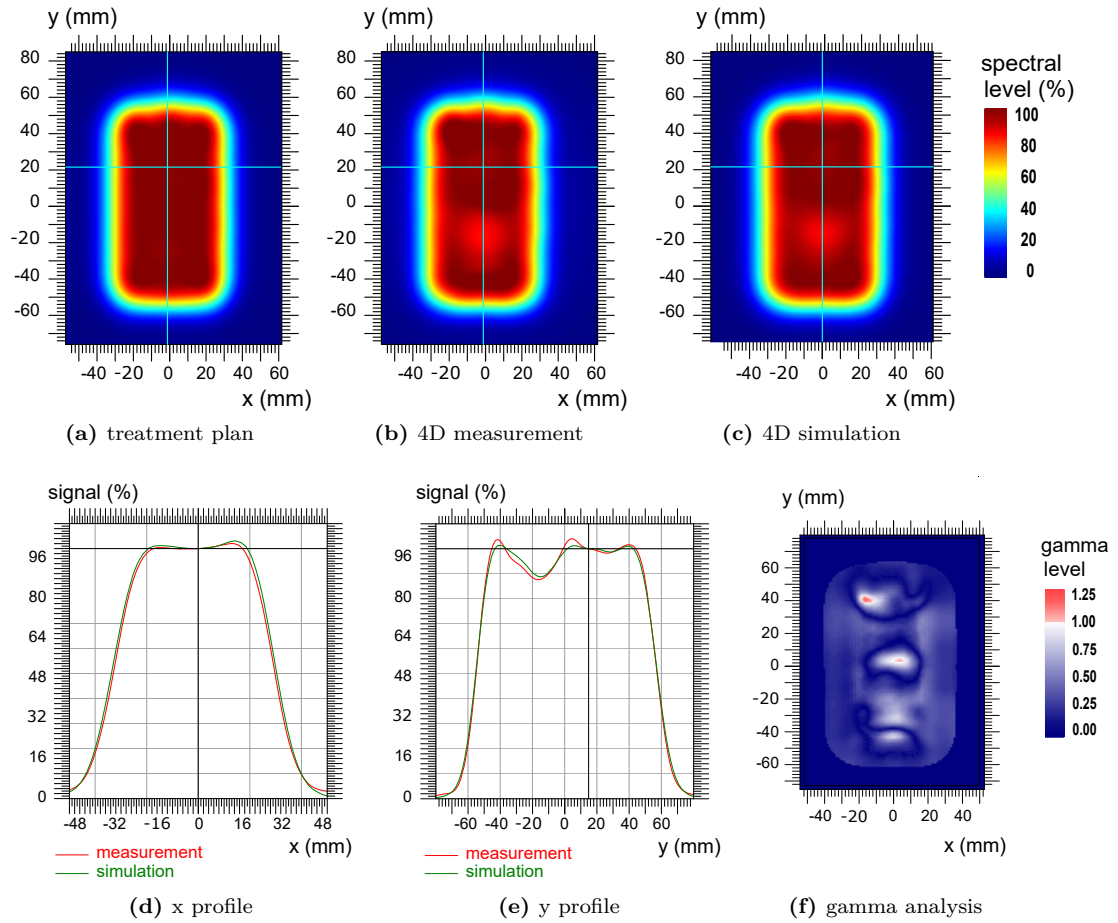 y (mm)
y (mm)
y (mm)
80
60
40
20
0
-20
-40
-60
-40 -20 0 20 40 60
x (mm)
80
60
40
20
0
-20
-40
-60
-40 -20 0 20 40 60
x (mm)
80
60
40
20
0
-20
-40
-60
-40 -20 0 20 40 60
x (mm)
spectral
level (%)
100
80
60
40
20
0
(a) treatment plan
(b) 4D measurement
(c) 4D simulation
signal (%)
96
80
64
48
32
16
0
-48 -32 -16 0 16 32 48
x (mm)
measurement
simulation
(d) x profile
signal (%)
96
80
64
48
32
16
0
-60 -40 -20 0 20 40 60
y (mm)
measurement
simulation
(e) y profile
y (mm)
60
40
20
0
-20
-40
-60
-40 -20 0 20 40
x (mm)
gamma
level
1.25
1.00
0.75
0.50
0.25
0.00
(f) gamma analysis